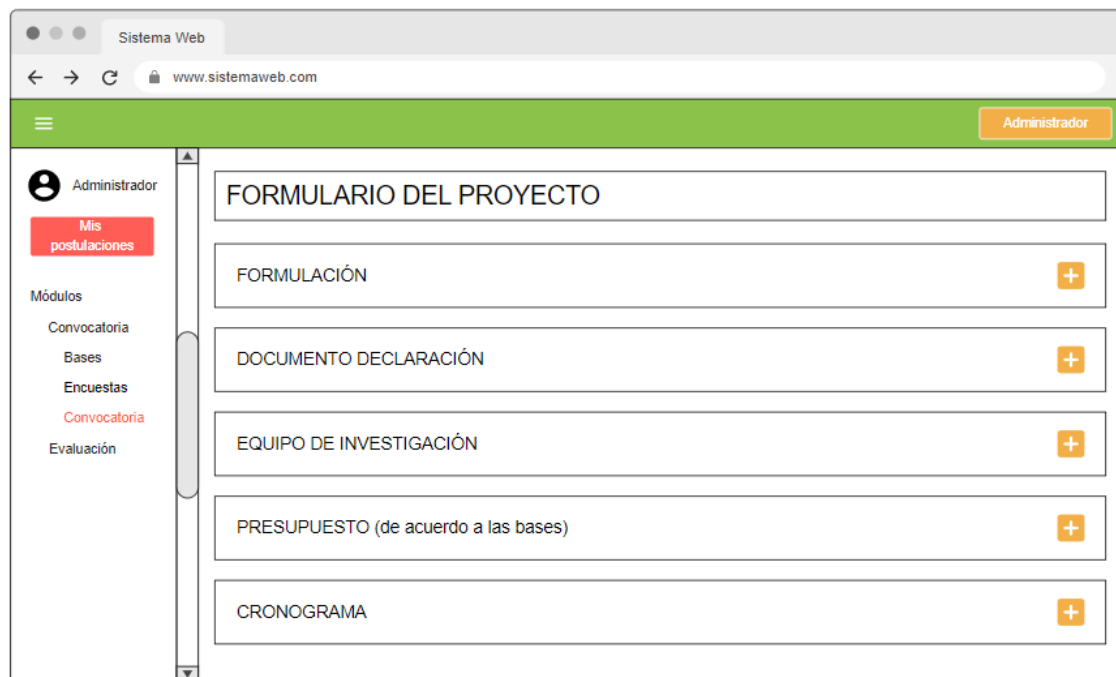 Sistema Web
www.sistemaweb.com
Administrador
Administrador
Mis
postulaciones
Módulos
Convocatoria
Bases
Encuestas
Convocatoria
Evaluación
FORMULARIO DEL PROYECTO
FORMULACIÓN
DOCUMENTO DECLARACIÓN
EQUIPO DE INVESTIGACIÓN
PRESUPUESTO (de acuerdo a las bases)
CRONOGRAMA